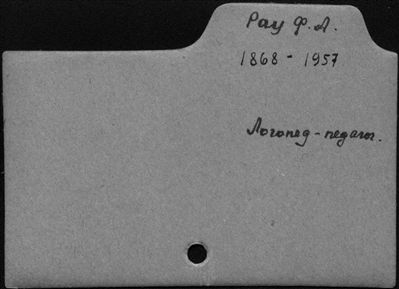 Рау Ф. А.
1868 - 1957
Логопед - педагог.